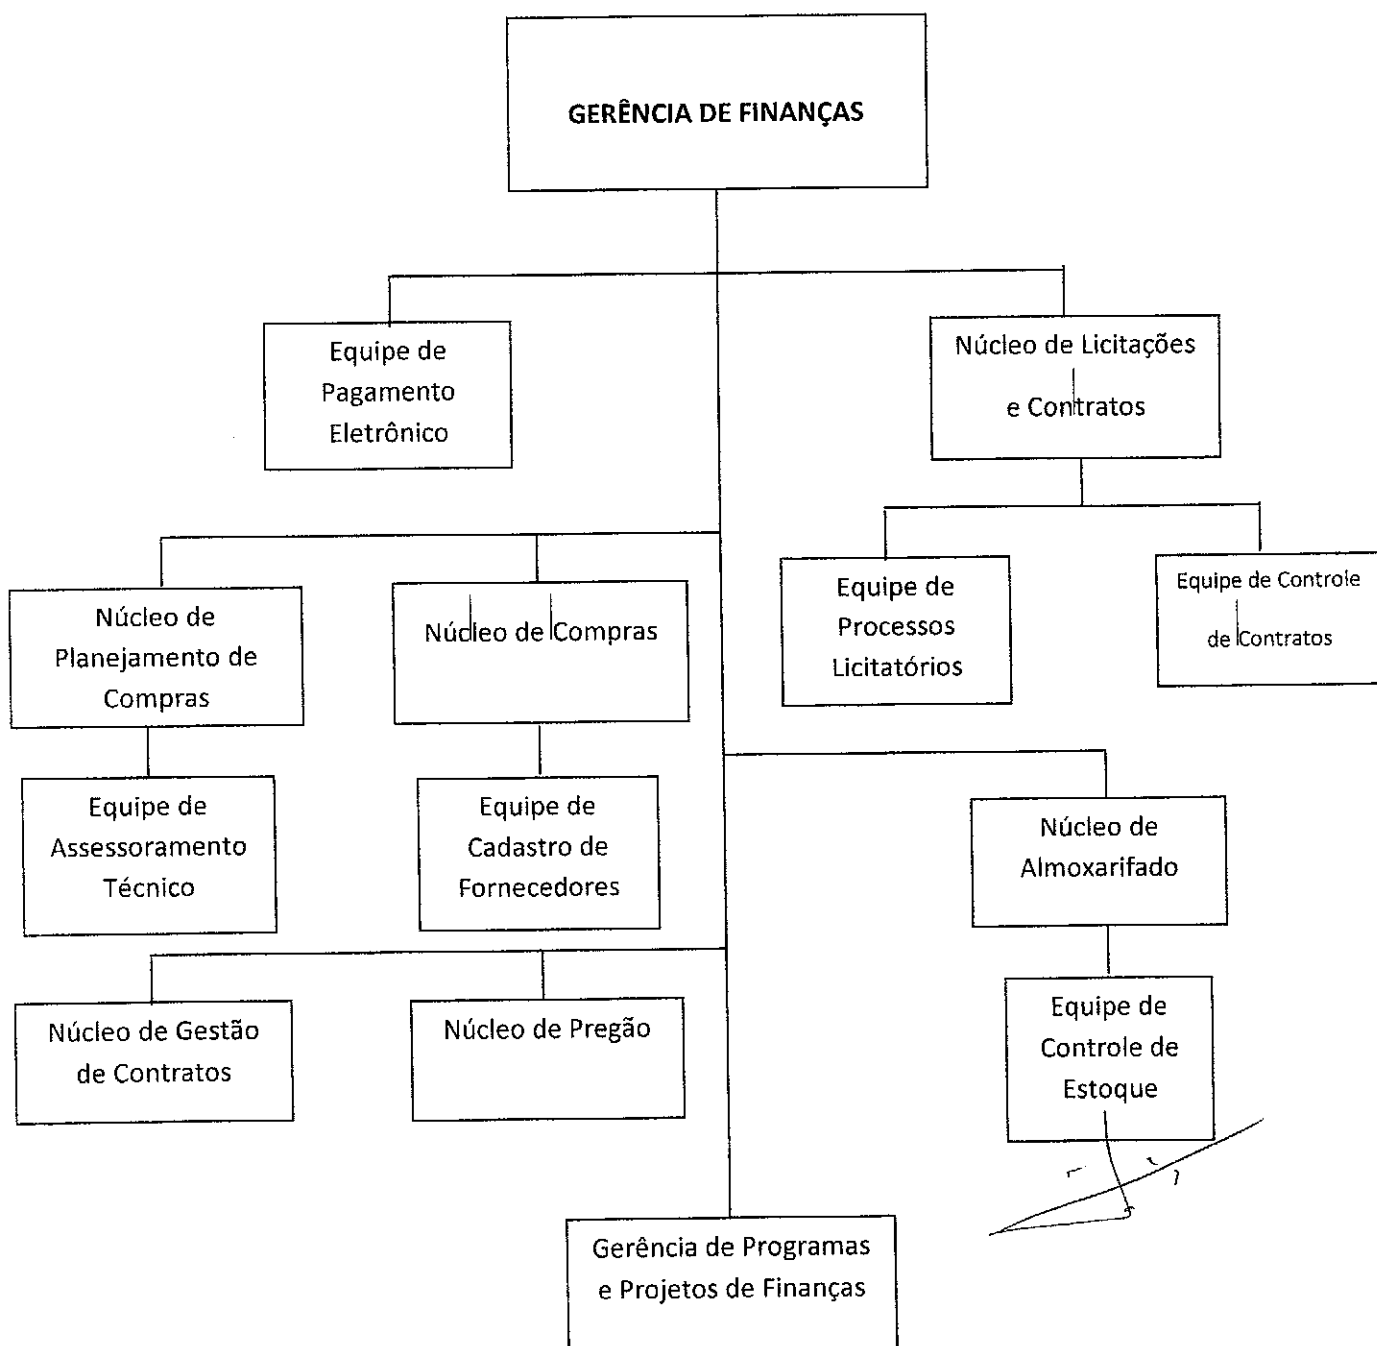 GERÊNCIA DE FINANÇAS
Equipe de
Pagamento
Eletrônico
Núcleo de Licitações
e Contratos
Equipe de
Processos
Licitatórios
Equipe de Controle
de Contratos
Núcleo de
Planejamento de
Compras
Núcleo de Compras
Equipe de
Assessoramento
Técnico
Equipe de
Cadastro de
Fornecedores
Núcleo de
Almoxarifado
Equipe de
Controle de
Estoque
Núcleo de Gestão
de Contratos
Núcleo de Pregão
Gerência de Programas
e Projetos de Finanças